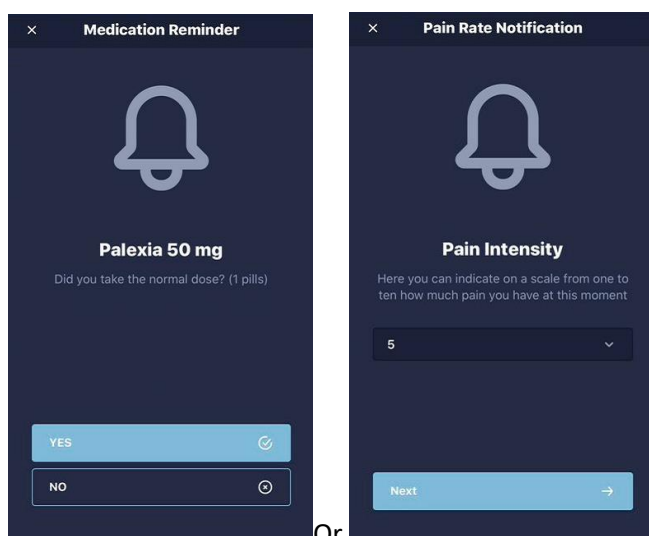 Medication Reminder
Palexia 50 mg
Did you take the normal dose? (1 pills)
YES
NO
Or
Pain Rate Notification
Pain Intensity
Here you can indicate on a scale from one to
ten how much pain you have at this moment
5
Next